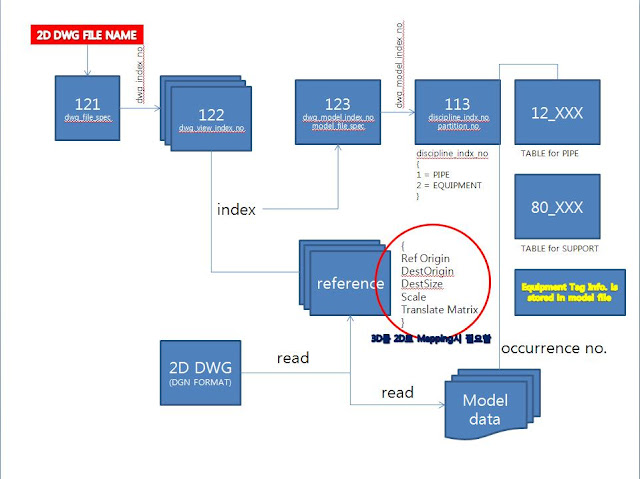 2D DWG FILE NAME
dwg_index_no
dwg_model_index_no
121
dwg_file_spec
122
dwg_view_index_no
123
dwg_model_index_no
model_file_spec
113
discipline_indx_no
partition_no
12_XXX
TABLE for PIPE
discipline_indx_no
{
1 = PIPE
2 = EQUIPMENT
}
80_XXX
TABLE for SUPPORT
index
reference
{
Ref Origin
DestOrigin
DestSize
Scale
Translate Matrix
}
3D를 2D로 Mapping시 필요함
Equipment Tag Info. is
stored in model file
occurrence no.
read
2D DWG
(DGN FORMAT)
read
Model
data